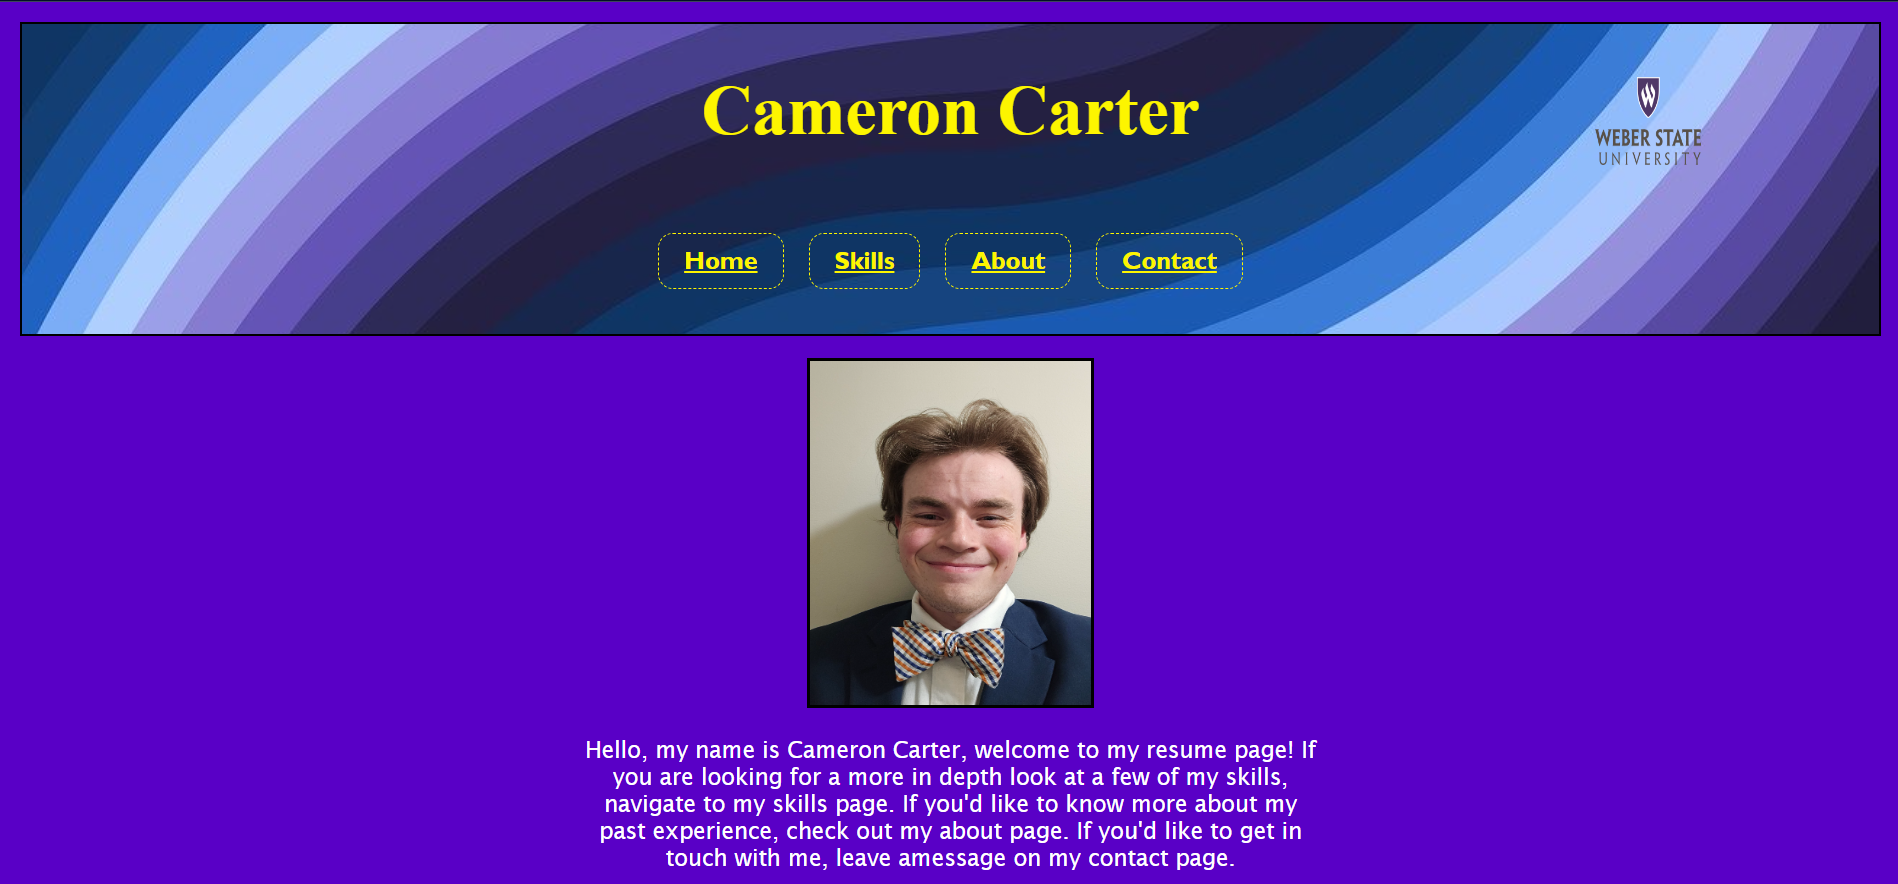 Cameron Carter
WEBER STATE
UNIVERSITY
Home Skills About Contact
Hello, my name is Cameron Carter, welcome to my resume page! If
you are looking for a more in depth look at a few of my skills,
navigate to my skills page. If you'd like to know more about my
past experience, check out my about page. If you'd like to get in
touch with me, leave amessage on my contact page.